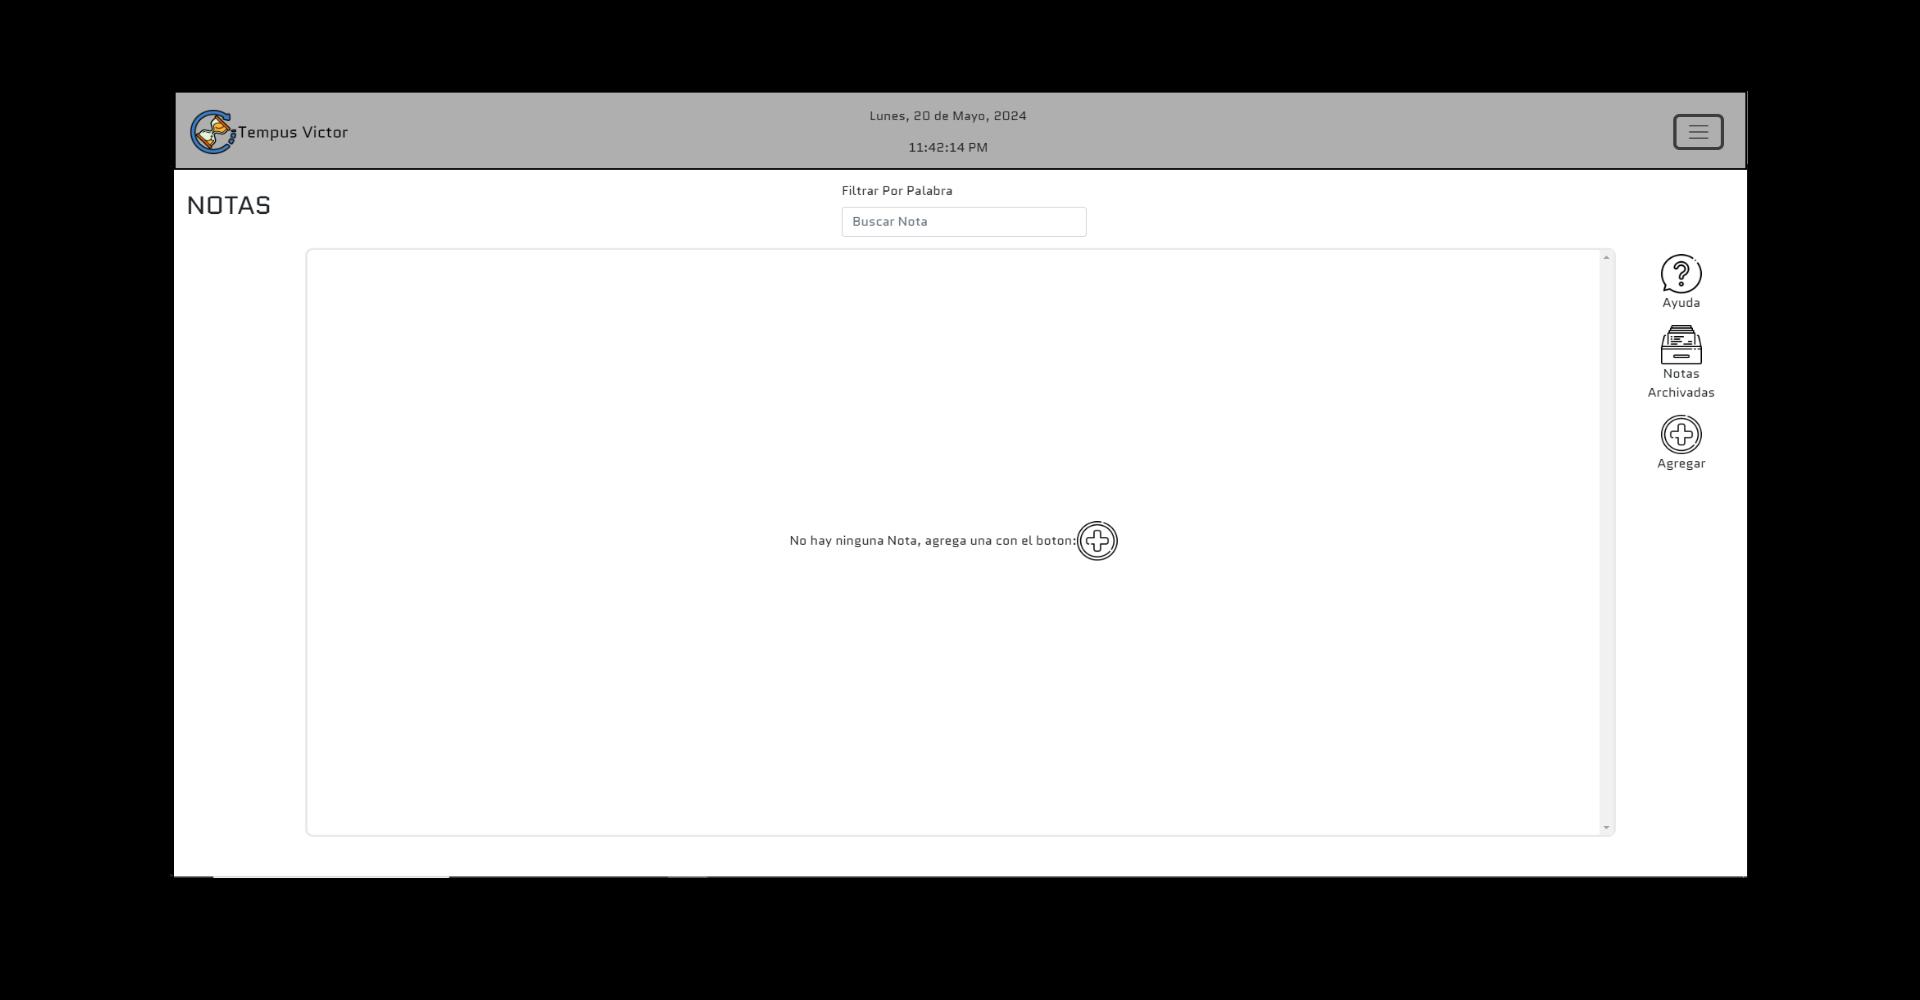 Tempus Victor
Lunes, 20 de Mayo, 2024
11:42:14 PM
NOTAS
Filtrar Por Palabra
Buscar Nota
Ayuda
Notas
Archivadas
Agregar
No hay ninguna Nota, agrega una con el boton: